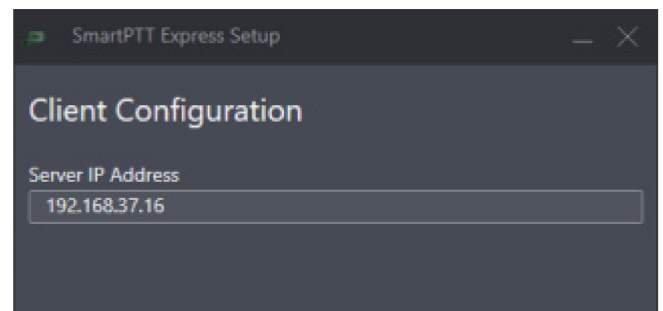 SmartPTT Express Setup
Client Configuration
Server IP Address
192.168.37.16